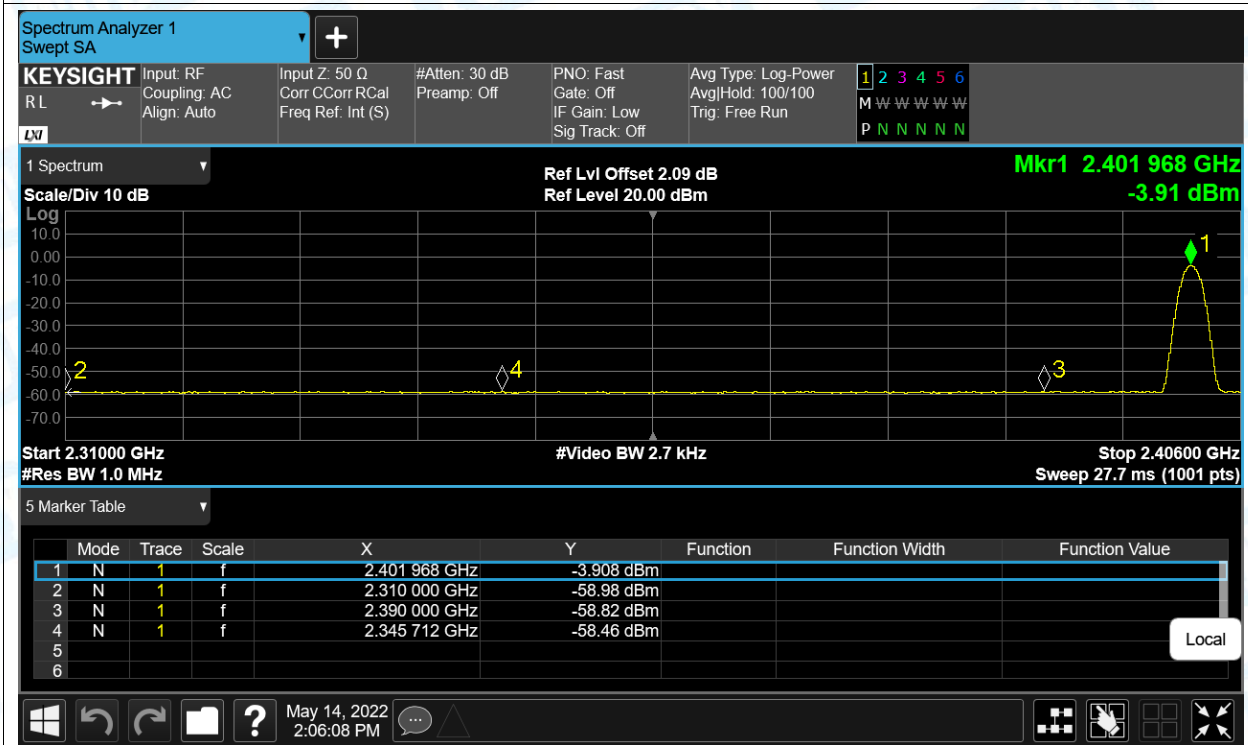 Spectrum Analyzer 1
Swept SA
▼
+
KEYSIGHT
RL
LXI
Input: RF
Coupling: AC
Align: Auto
Input Z: 50 Ω
Corr CCorr RCal
Freq Ref: Int (S)
#Atten: 30 dB
Preamp: Off
PNO: Fast
Gate: Off
IF Gain: Low
Sig Track: Off
Avg Type: Log-Power
Avg|Hold: 100/100
Trig: Free Run
1 2 3 4 5 6
M W W W W W
P N N N N N
1 Spectrum ▼
Scale/Div 10 dB
Ref Lvl Offset 2.09 dB
Ref Level 20.00 dBm
Mkr1 2.401 968 GHz
-3.91 dBm
Log
10.0
0.00
-10.0
-20.0
-30.0
-40.0
-50.0
-60.0
-70.0
1
2
4
3
Start 2.31000 GHz
#Video BW 2.7 kHz
Stop 2.40600 GHz
#Res BW 1.0 MHz
Sweep 27.7 ms (1001 pts)
5 Marker Table ▼
Mode Trace Scale X Y Function Function Width Function Value
1 N 1 f 2.401 968 GHz -3.908 dBm
2 N 1 f 2.310 000 GHz -58.98 dBm
3 N 1 f 2.390 000 GHz -58.82 dBm
4 N 1 f 2.345 712 GHz -58.46 dBm
5
6
Local
?
May 14, 2022
2:06:08 PM